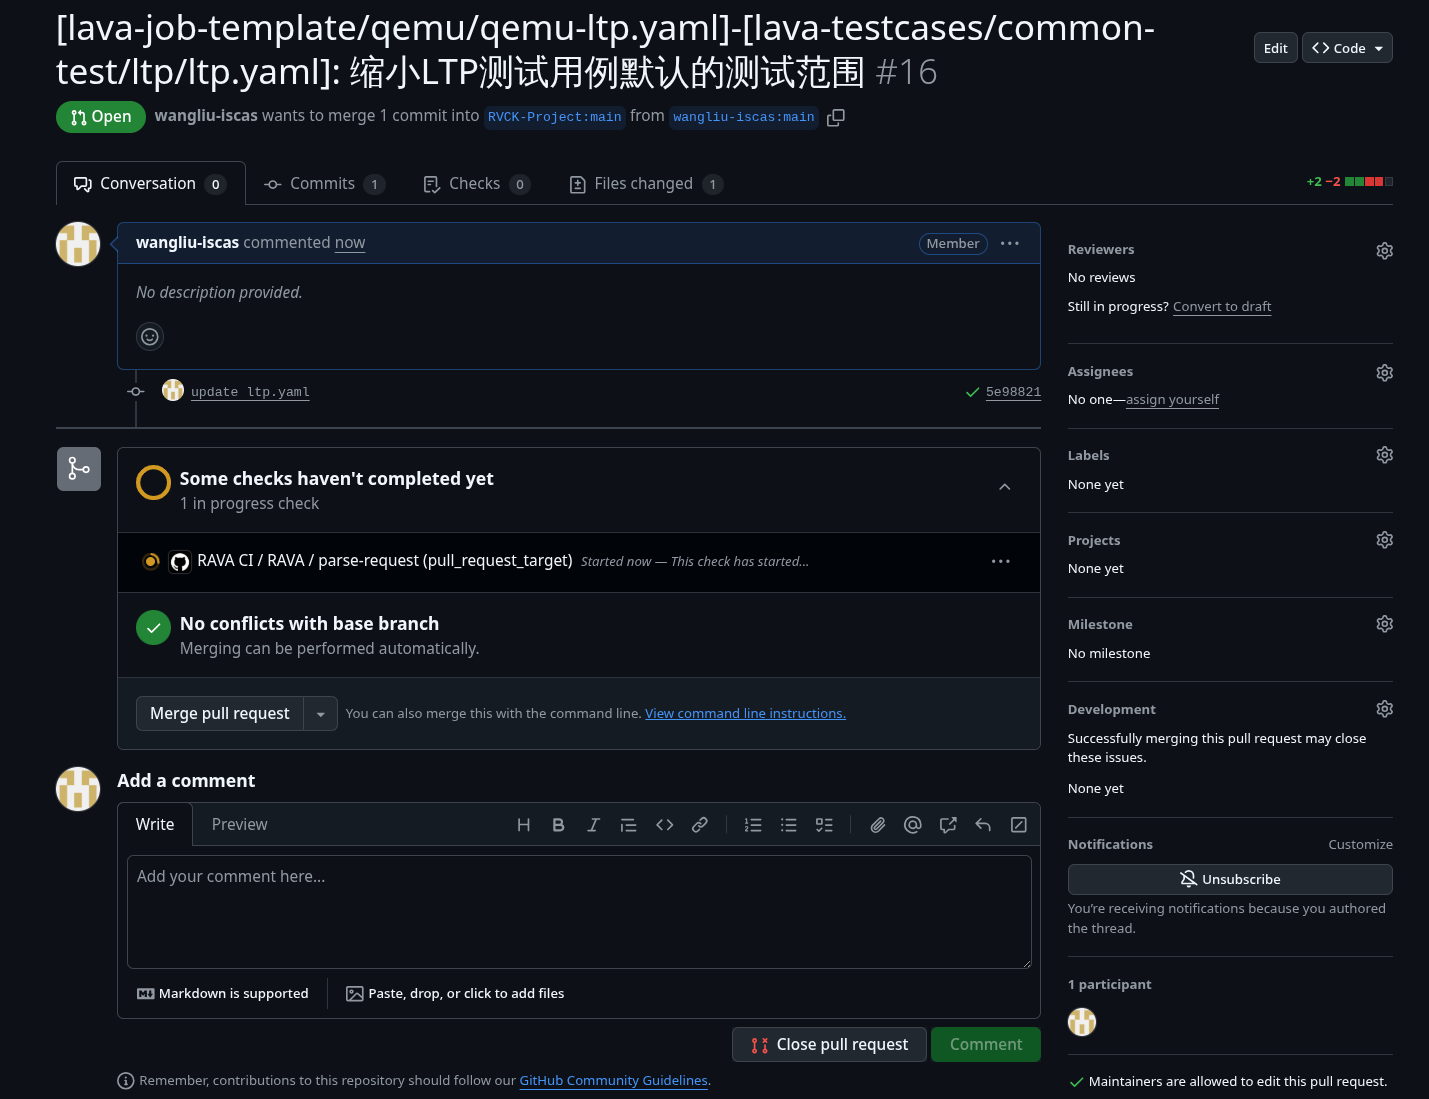 [lava-job-template/qemu/qemu-ltp.yaml]-[lava-testcases/common-
test/ltp/ltp.yaml]: 缩小LTP测试用例默认的测试范围 #16
Edit
Code
Open
wangliu-iscas wants to merge 1 commit into RVCK-Project:main from wangliu-iscas:main
Conversation 0
Commits 1
Checks 0
Files changed 1
+2 −2
wangliu-iscas commented now
Member
No description provided.
update ltp.yaml
5e98821
Some checks haven't completed yet
1 in progress check
RAVA CI / RAVA / parse-request (pull_request_target) Started now — This check has started...
No conflicts with base branch
Merging can be performed automatically.
Merge pull request
You can also merge this with the command line. View command line instructions.
Add a comment
Write
Preview
Add your comment here...
Markdown is supported
Paste, drop, or click to add files
Close pull request
Comment
Remember, contributions to this repository should follow our GitHub Community Guidelines.
Reviewers
No reviews
Still in progress? Convert to draft
Assignees
No one—assign yourself
Labels
None yet
Projects
None yet
Milestone
No milestone
Development
Successfully merging this pull request may close
these issues.
None yet
Notifications
Customize
Unsubscribe
You're receiving notifications because you authored
the thread.
1 participant
Maintainers are allowed to edit this pull request.